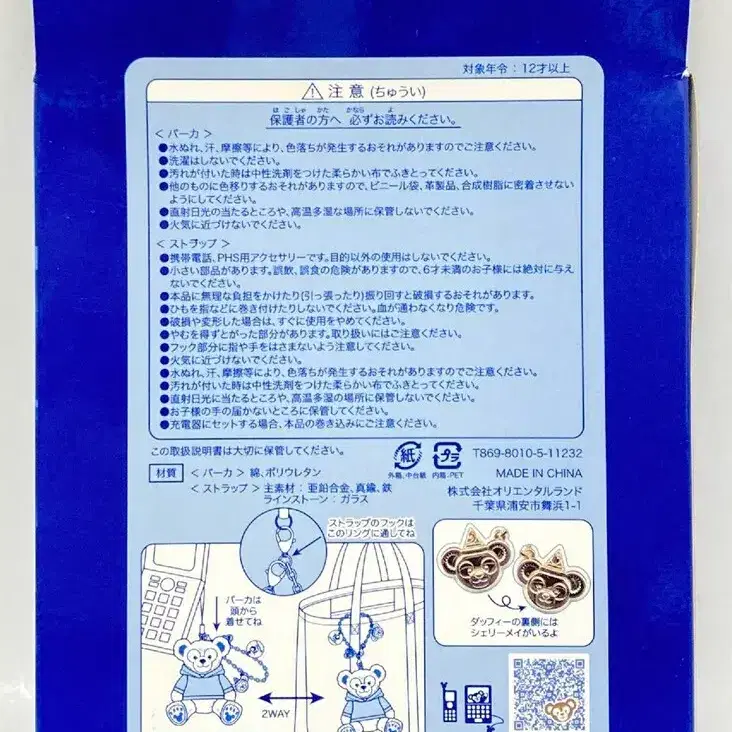 対象年令：12才以上
⚠注意(ちゅうい)
保護者の方へ 必ずお読みください。
＜パーカ＞
●水ぬれ、汗、摩擦等により、色落ちが発生するおそれがありますのでご注意ください。
●洗濯はしないでください。
●汚れが付いた時は中性洗剤をつけた柔らかい布でふきとってください。
●他のものに色移りするおそれがありますので、ビニール袋、革製品、合成樹脂に密着させない
ようにしてください。
●直射日光の当たるところや、高温多湿な場所に保管しないでください。
●火気に近づけないでください。
＜ストラップ＞
●携帯電話、PHS用アクセサリーです。目的以外の使用はしないでください。
●小さい部品があります。誤飲、誤食の危険がありますので、6才未満のお子様には絶対に与え
ないでください。
●本品に無理な負担をかけたり(引っ張ったり)振り回すと破損するおそれがあります。
●ひもを指などに巻き付けたりしないでください。血が通わなくなり危険です。
●破損や変形した場合は、すぐに使用をやめてください。
●やむを得ずとがった部分があります。取り扱いにはご注意ください。
●フック部分に指や手をはさまないよう注意してください。
●火気に近づけないでください。
●水ぬれ、汗、摩擦等により、色落ちが発生するおそれがありますのでご注意ください。
●汚れが付いた時は中性洗剤をつけた柔らかい布でふきとってください。
●直射日光に当たるところや、高温多湿の場所に保管しないでください。
●お子様の手の届かないところに保管してください。
●充電器にセットする場合、本品の巻き込みにご注意ください。
この取扱説明書は大切に保管してください。
紙
外箱、中台紙
プラ
内箱：PET
T869-8010-5-11232
MADE IN CHINA
株式会社オリエンタルランド
千葉県浦安市舞浜1-1
材質
＜パーカ＞ 綿、ポリウレタン
＜ストラップ＞ 主素材：亜鉛合金、真鍮、鉄
ラインストーン：ガラス
ストラップのフックは
このリングに通してね
パーカは
頭から
着せてね
2WAY
ダッフィーの裏側には
シェリーメイがいるよ